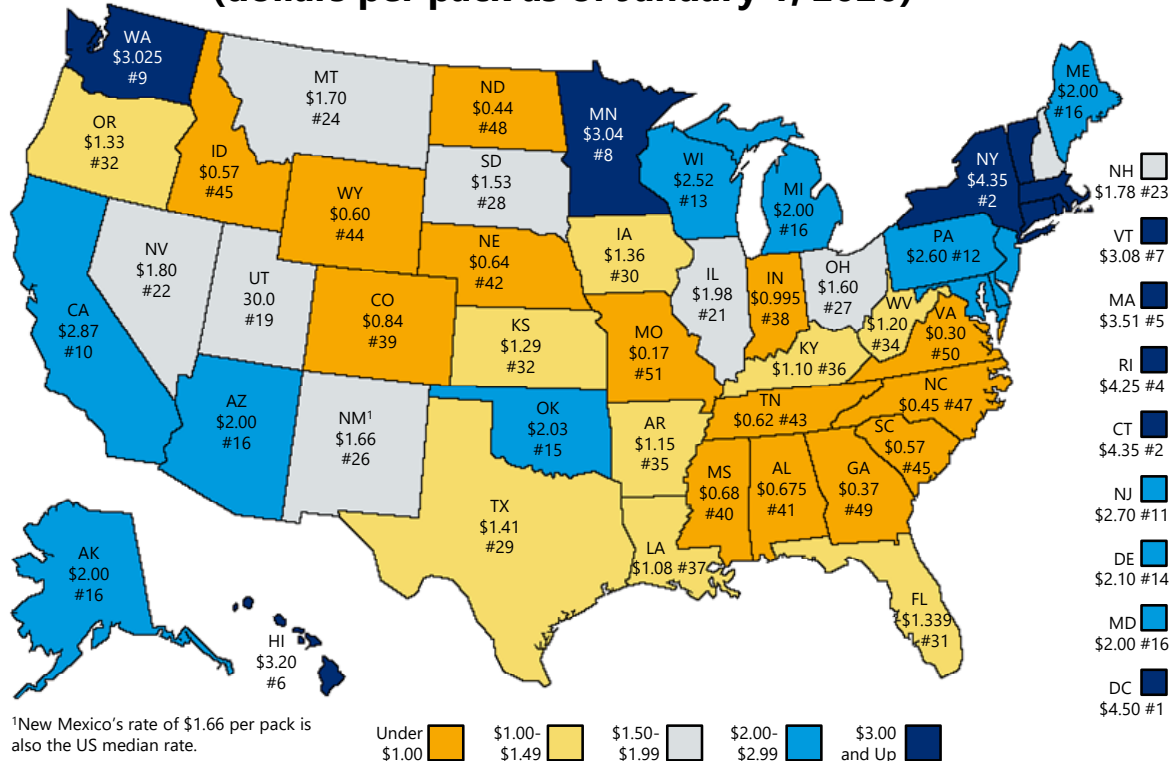 WA
$3.025
#9
MT
$1.70
#24
ND
$0.44
#48
MN
$3.04
#8
ME
$2.00
#16
OR
$1.33
#32
ID
$0.57
#45
SD
$1.53
#28
WI
$2.52
#13
MI
$2.00
#16
NY
$4.35
#2
WY
$0.60
#44
NV
$1.80
#22
UT
30.0
#19
NE
$0.64
#42
IA
$1.36
#30
IL
$1.98
#21
IN
$0.995
#38
OH
$1.60
#27
PA
$2.60 #12
WV
$1.20
#34
VA
$0.30
#50
CA
$2.87
#10
CO
$0.84
#39
KS
$1.29
#32
MO
$0.17
#51
KY
$1.10 #36
AZ
$2.00
#16
NM¹
$1.66
#26
OK
$2.03
#15
AR
$1.15
#35
TN
$0.62 #43
NC
$0.45 #47
SC
$0.57
#45
MS
$0.68
#40
AL
$0.675
#41
GA
$0.37
#49
TX
$1.41
#29
LA
$1.08 #37
FL
$1.339
#31
AK
$2.00
#16
HI
$3.20
#6
NH
$1.78 #23
VT
$3.08 #7
MA
$3.51 #5
RI
$4.25 #4
CT
$4.35 #2
NJ
$2.70 #11
DE
$2.10 #14
MD
$2.00 #16
DC
$4.50 #1
¹New Mexico's rate of $1.66 per pack is
also the US median rate.
Under
$1.00
$1.00-
$1.49
$1.50-
$1.99
$2.00-
$2.99
$3.00
and Up